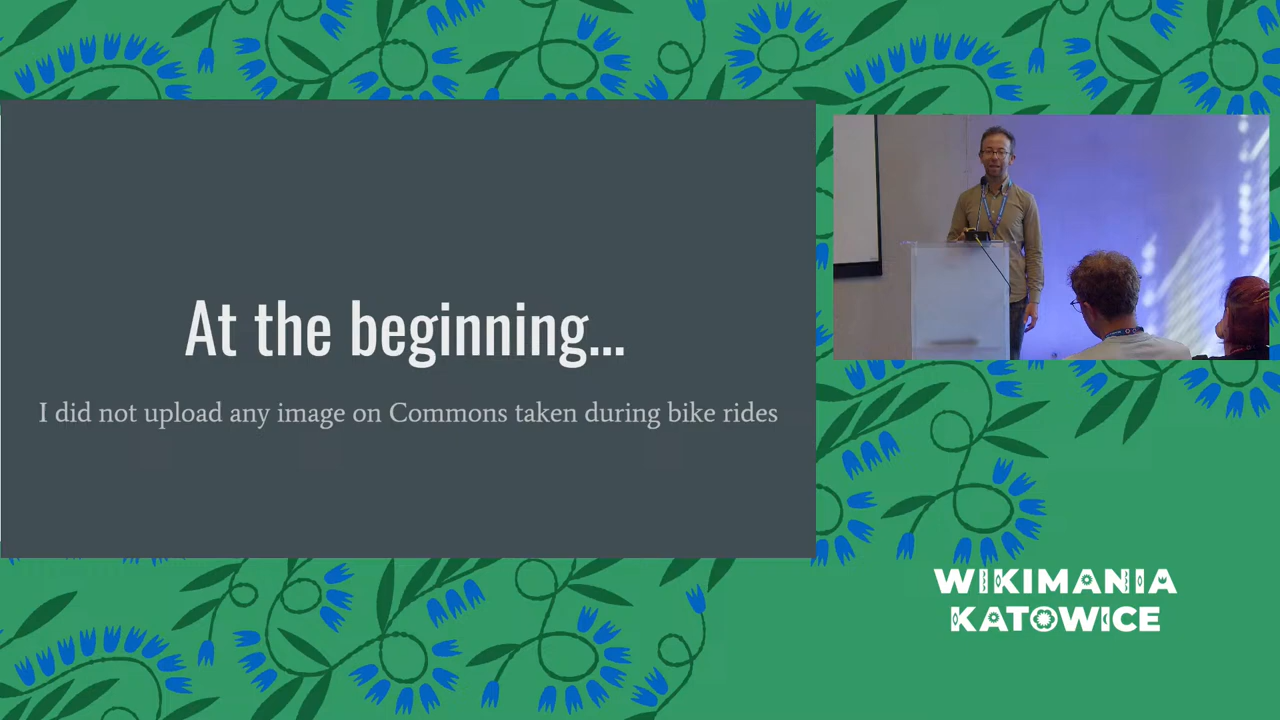 At the beginning...
I did not upload any image on Commons taken during bike rides
WIKIMANIA
KATOWICE